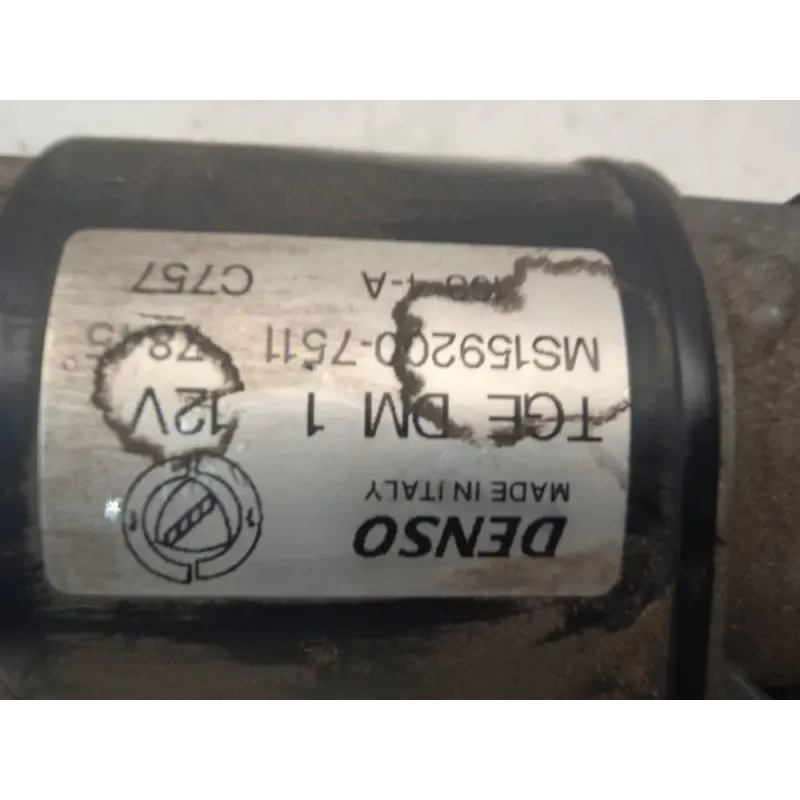 DENSO
MADE IN ITALY
TGE DM 1 12V
MS159200-7511
C757